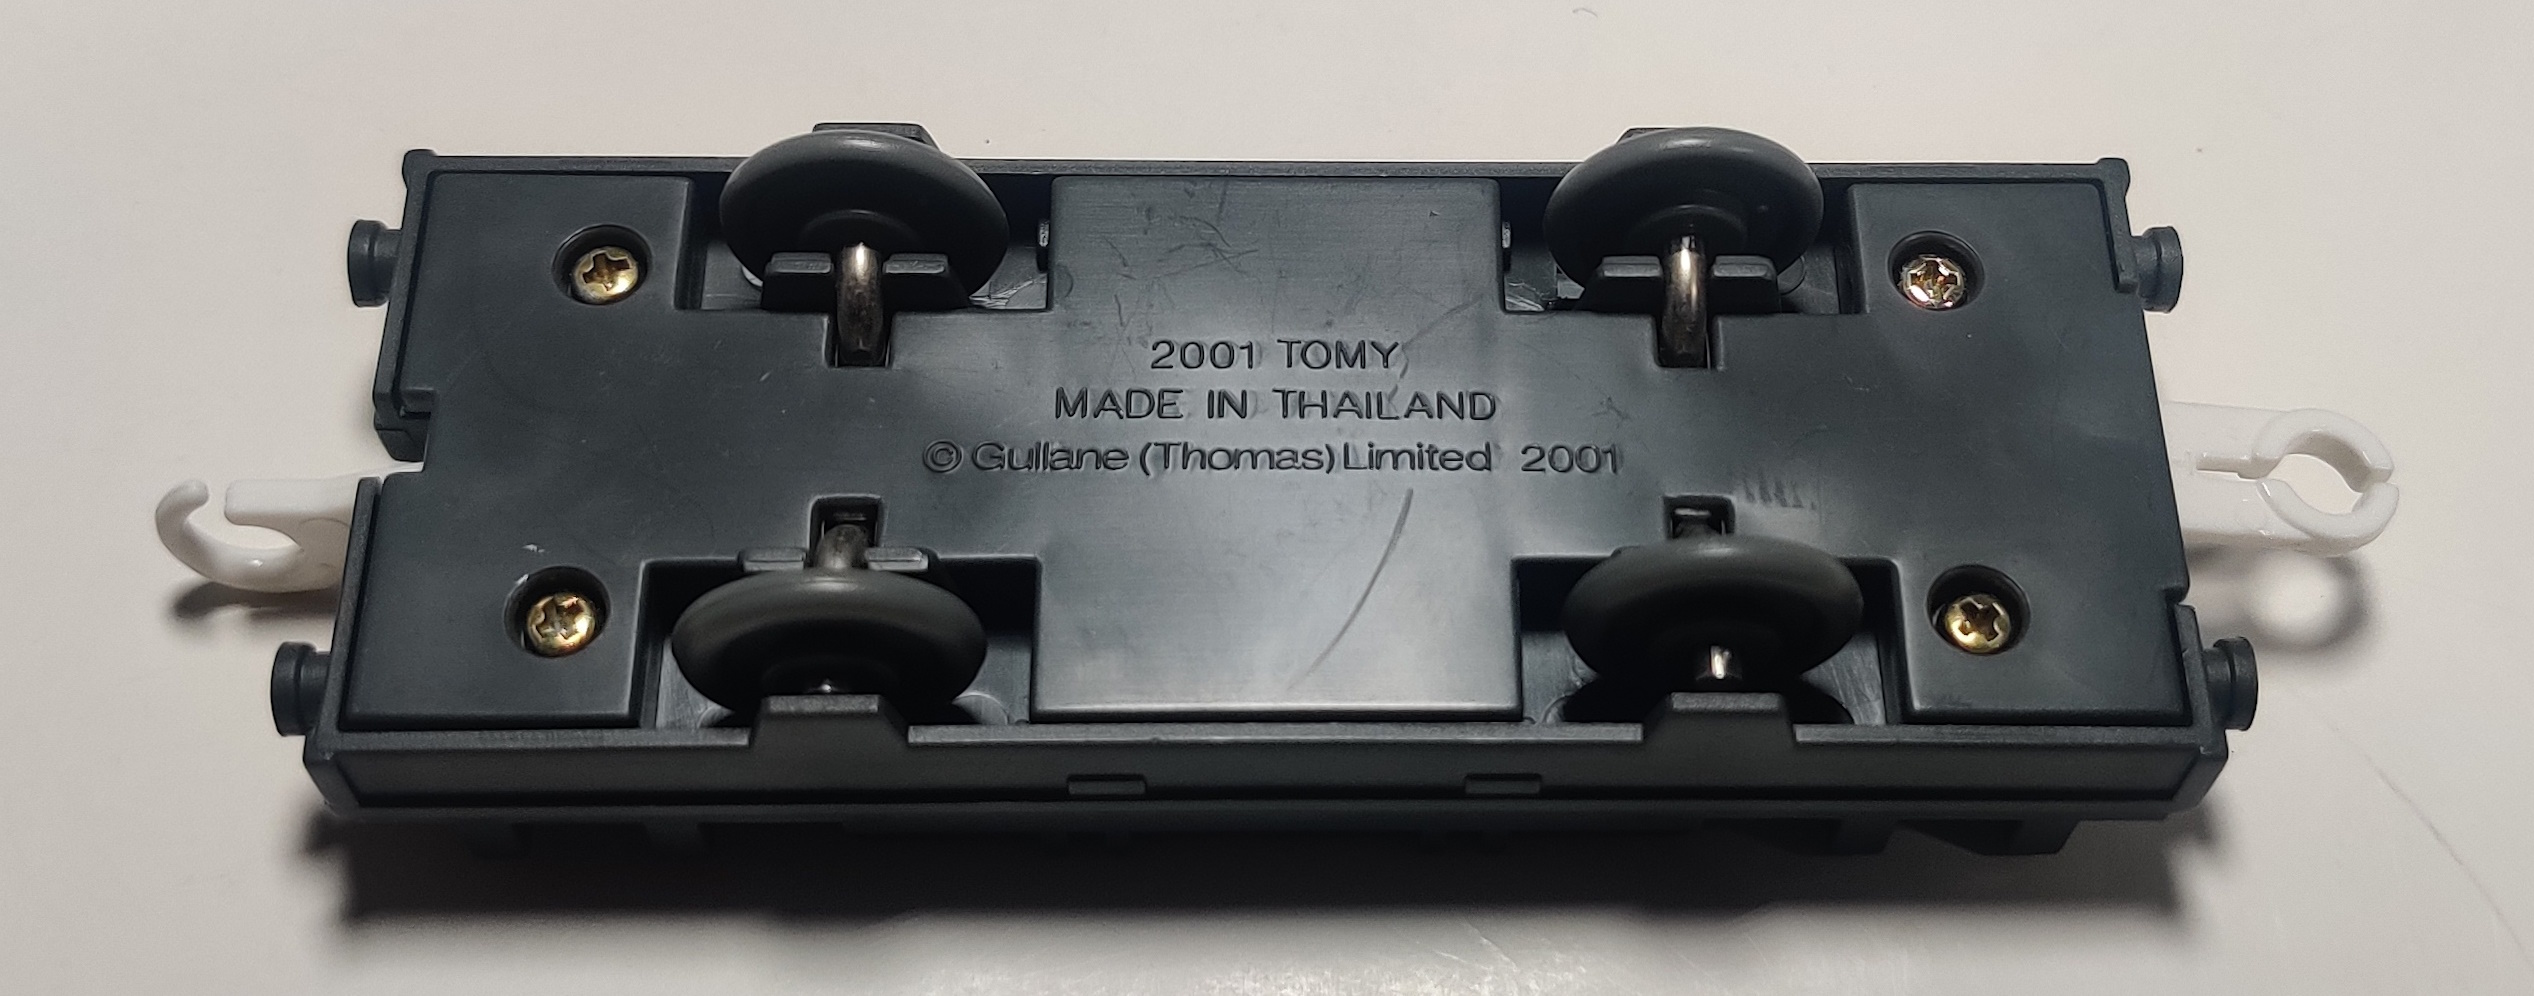 2001 TOMY
MADE IN THAILAND
© Gullane (Thomas) Limited 2001